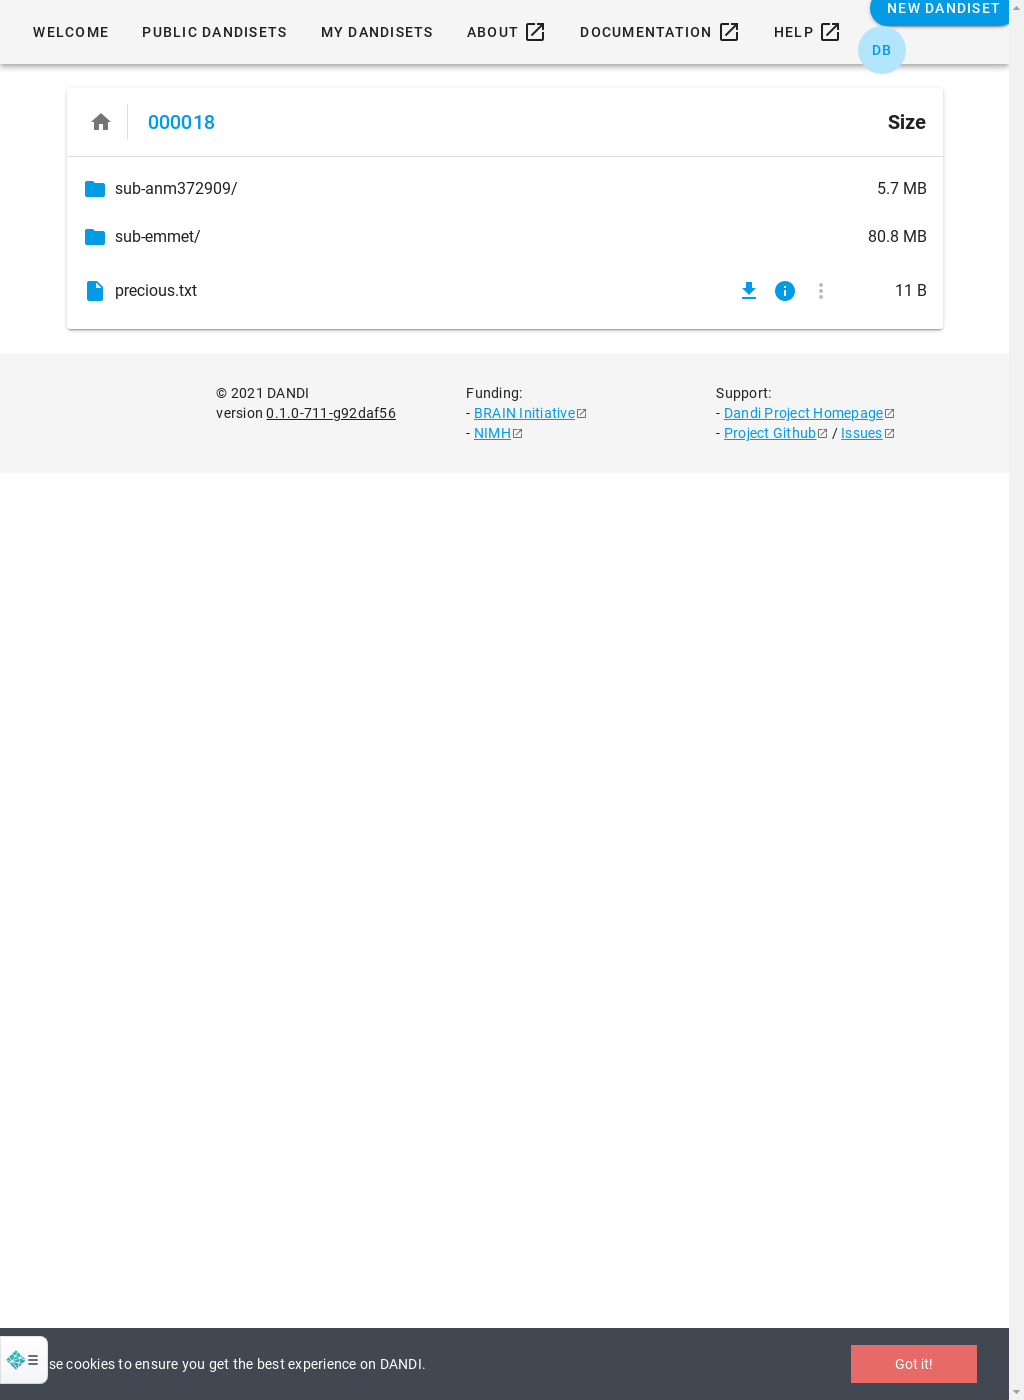 NEW DANDISET
WELCOME PUBLIC DANDISETS MY DANDISETS ABOUT DOCUMENTATION HELP
DB
000018 Size
sub-anm372909/ 5.7 MB
sub-emmet/ 80.8 MB
precious.txt 11 B
© 2021 DANDI
version 0.1.0-711-g92daf56
Funding:
- BRAIN Initiative
- NIMH
Support:
- Dandi Project Homepage
- Project Github / Issues
se cookies to ensure you get the best experience on DANDI.
Got it!